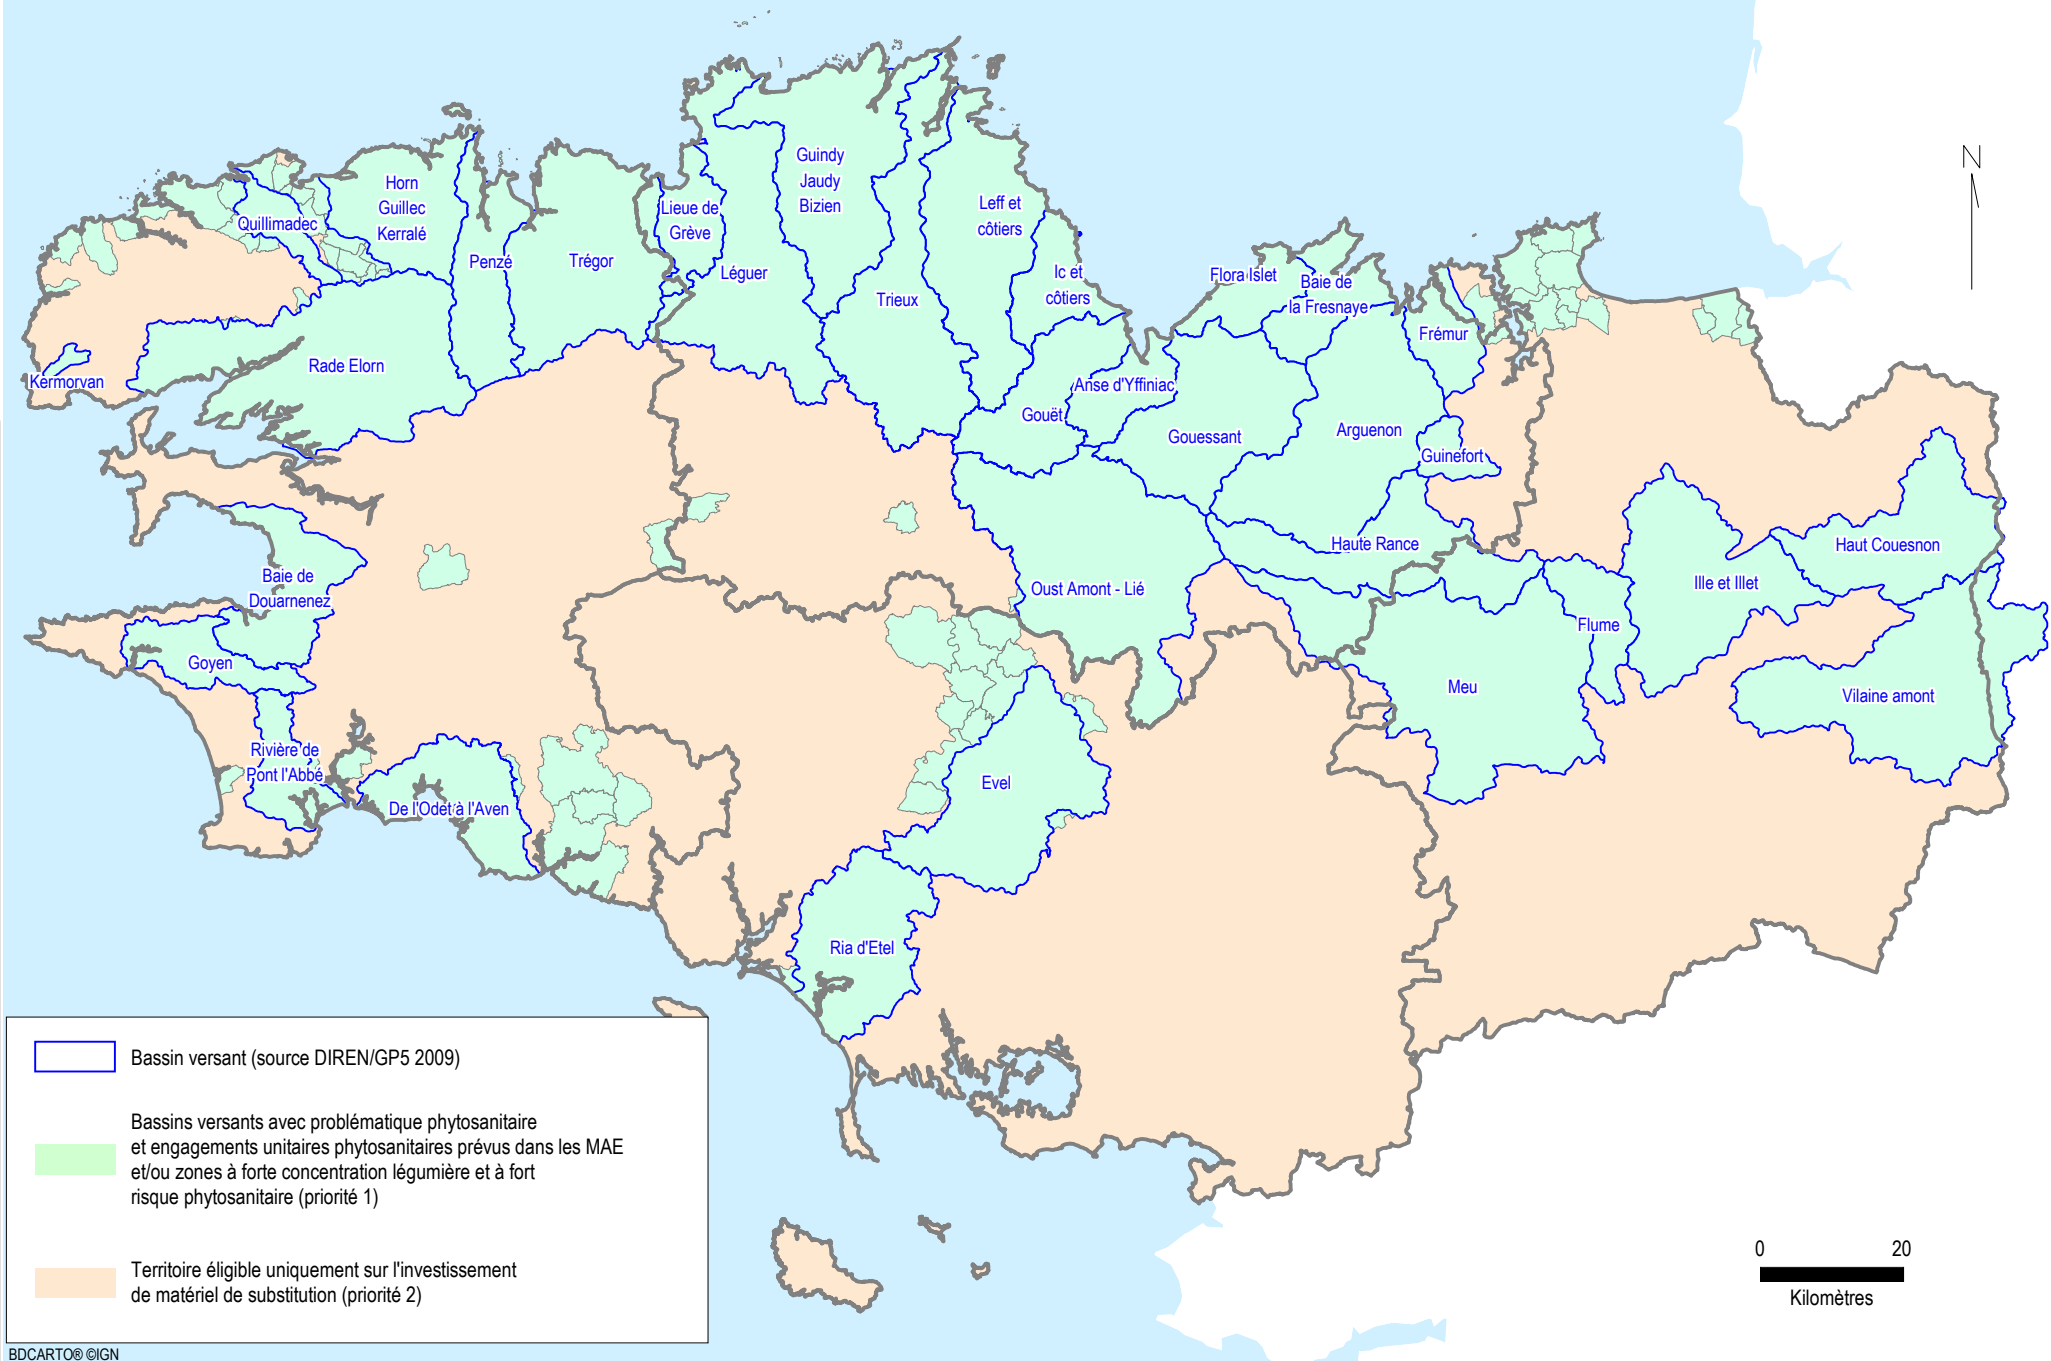 N
Horn
Guillec
Kerralé
Quillimadec
Penzé
Trégor
Lieue de
Grève
Léguer
Guindy
Jaudy
Bizien
Trieux
Leff et
côtiers
Ic et
côtiers
Flora Islet
Baie de
la Fresnaye
Frémur
Kermorvan
Rade Elorn
Gouët
Anse d'Yffiniac
Gouessant
Arguenon
Guinefort
Haute Rance
Oust Amont - Lié
Ille et Illet
Haut Couesnon
Flume
Meu
Vilaine amont
Baie de
Douarnenez
Goyen
Rivière de
Pont l'Abbé
De l'Odet à l'Aven
Evel
Ria d'Etel
Bassin versant (source DIREN/GP5 2009)
Bassins versants avec problématique phytosanitaire
et engagements unitaires phytosanitaires prévus dans les MAE
et/ou zones à forte concentration légumière et à fort
risque phytosanitaire (priorité 1)
Territoire éligible uniquement sur l'investissement
de matériel de substitution (priorité 2)
0 20
Kilomètres
BDCARTO® ©IGN